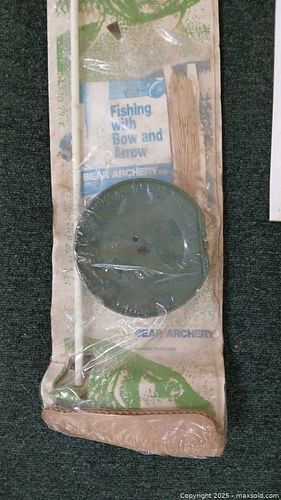 Fishing
with
Bow and
Arrow
BEAR ARCHERY
BEAR ARCHERY
Copyright 2025 - maxsold.com